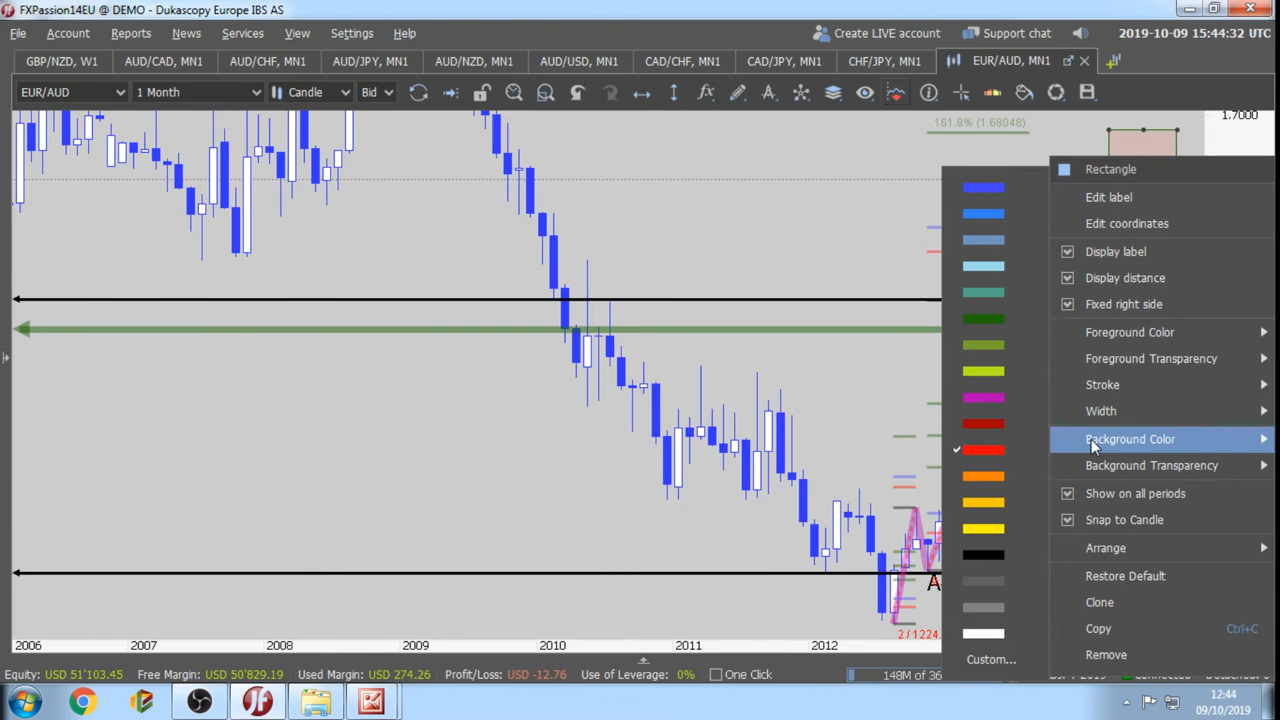 FXPassion14EU @ DEMO - Dukascopy Europe IBS AS
File Account Reports News Services View Settings Help Create LIVE account Support chat 2019-10-09 15:44:32 UTC
GBP/NZD, W1 AUD/CAD, MN1 AUD/CHF, MN1 AUD/JPY, MN1 AUD/NZD, MN1 AUD/USD, MN1 CAD/CHF, MN1 CAD/JPY, MN1 CHF/JPY, MN1 EUR/AUD, MN1
EUR/AUD 1 Month Candle Bid
161.8% (1.68048)
1.7000
Rectangle
Edit label
Edit coordinates
Display label
Display distance
Fixed right side
Foreground Color
Foreground Transparency
Stroke
Width
Background Color
Background Transparency
Show on all periods
Snap to Candle
Arrange
Restore Default
Clone
Copy Ctrl+C
Remove
Custom...
A
2 / 1224.
2006 2007 2008 2009 2010 2011 2012
Equity: USD 51'103.45 Free Margin: USD 50'829.19 Used Margin: USD 274.26 Profit/Loss: USD -12.76 Use of Leverage: 0% One Click 148M of 36
12:44
09/10/2019